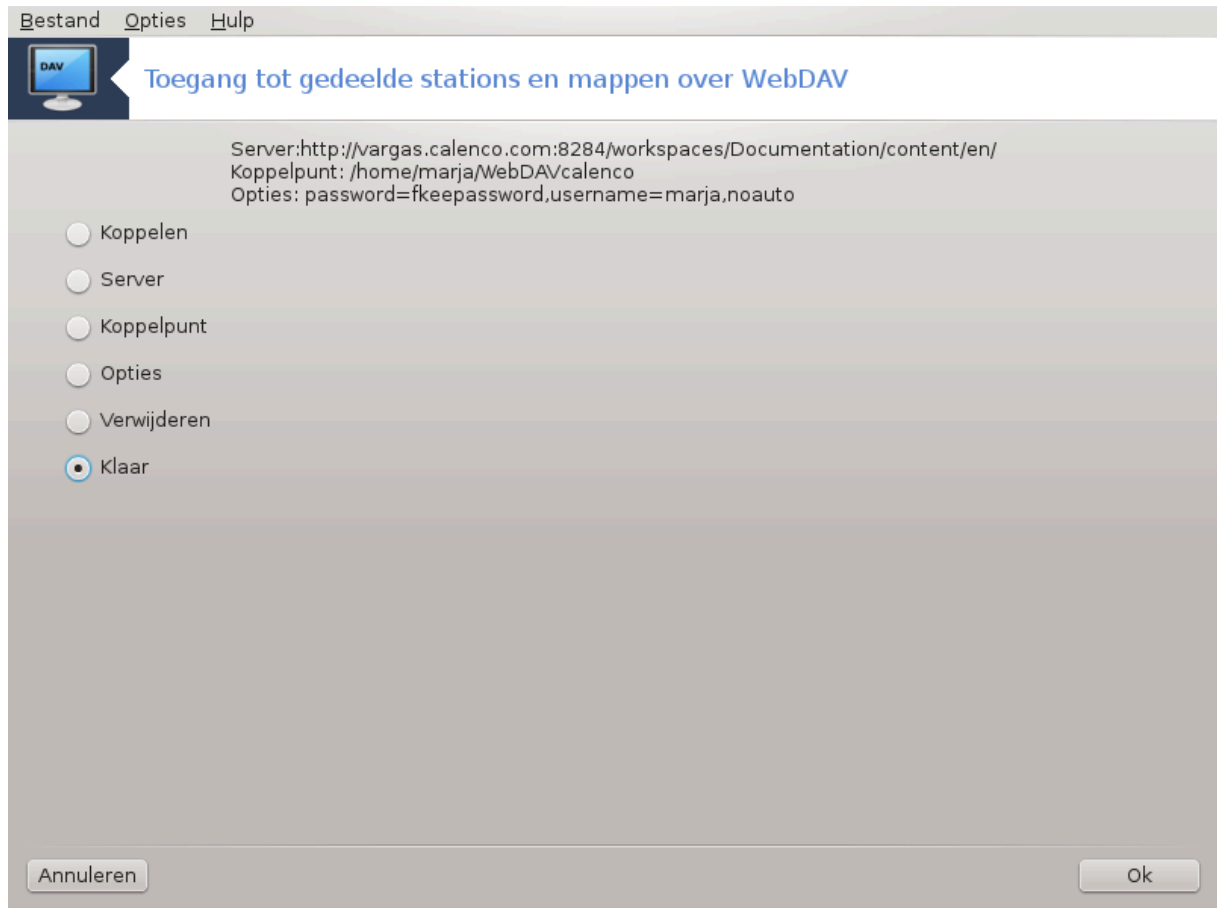 Bestand Opties Hulp
DAV
Toegang tot gedeelde stations en mappen over WebDAV
Server:http://vargas.calenco.com:8284/workspaces/Documentation/content/en/
Koppelpunt: /home/marja/WebDAVcalenco
Opties: password=fkeepassword,username=marja,noauto
Koppelen
Server
Koppelpunt
Opties
Verwijderen
Klaar
Annuleren Ok